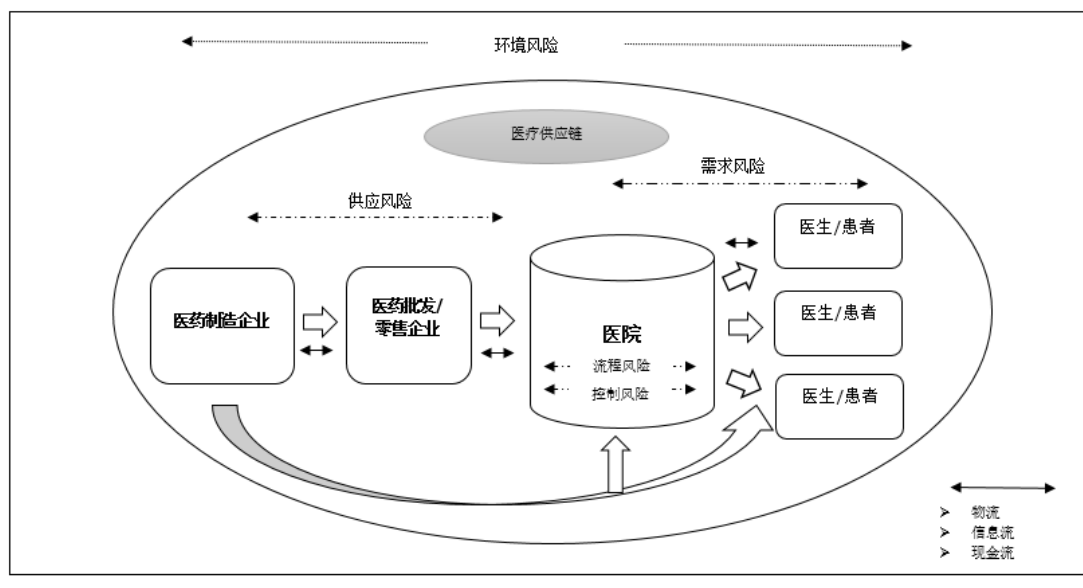 环境风险
医疗供应链
需求风险
供应风险
医生/患者
医药制造企业
医药批发/
零售企业
医院
流程风险
控制风险
医生/患者
医生/患者
物流
信息流
现金流